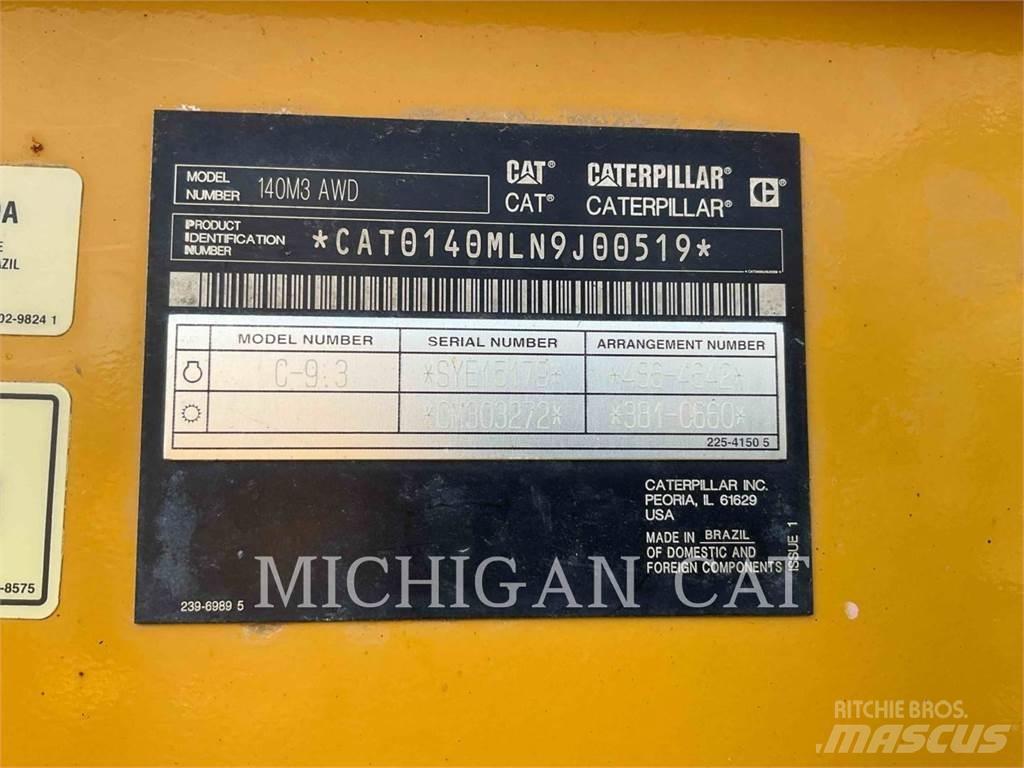 MODEL
NUMBER 140M3 AWD
CAT® CATERPILLAR®
CAT® CATERPILLAR®
PRODUCT
IDENTIFICATION
NUMBER
*CAT0140MLN9J00519*
MODEL NUMBER SERIAL NUMBER ARRANGEMENT NUMBER
C-9.3
225-4150 5
CATERPILLAR INC.
PEORIA, IL 61629
USA
MADE IN BRAZIL
OF DOMESTIC AND
FOREIGN COMPONENTS
ISSUE 1
239-6989 5
MICHIGAN CAT
02-9824 1
-8575
RITCHIE BROS.
MASCUS